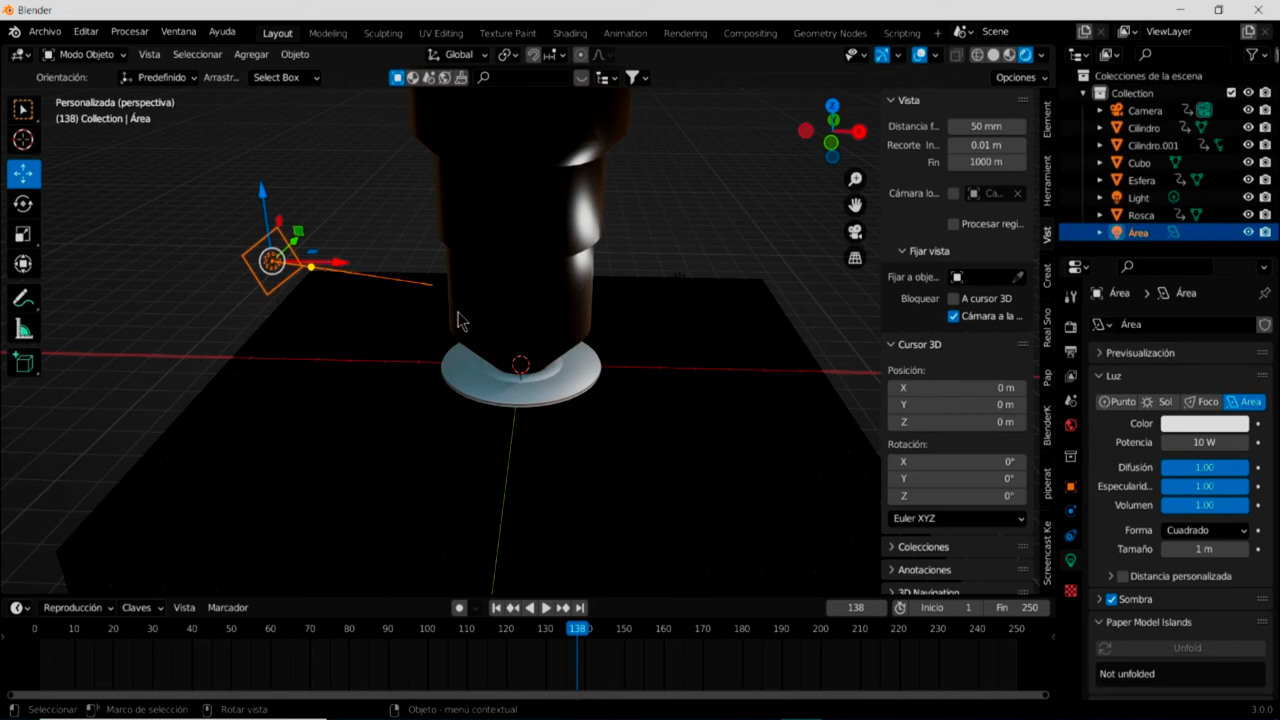 Blender
Archivo Editar Procesar Ventana Ayuda Layout Modeling Sculpting UV Editing Texture Paint Shading Animation Rendering Compositing Geometry Nodes Scripting + Scene ViewLayer
Modo Objeto Vista Seleccionar Agregar Objeto Global
Orientación: Predefinido Arrastr... Select Box Opciones
Personalizada (perspectiva)
(138) Collection | Área
Z
Y
Vista
Distancia f... 50 mm
Recorte In... 0.01 m
Fin 1000 m
Cámara lo... Ca...
Procesar regi...
Fijar vista
Fijar a obje...
Bloquear A cursor 3D
Cámara a la ...
Cursor 3D
Posición:
X 0 m
Y 0 m
Z 0 m
Rotación:
X 0°
Y 0°
Z 0°
Euler XYZ
Colecciones
Anotaciones
3D Navigation
Element
Herramient
Vist
Creat
Real Sno
Pap
BlenderK
piperat
Screencast Ke
Colecciones de la escena
Collection
Camera
Cilindro
Cilindro.001
Cubo
Esfera
Light
Rosca
Área
Área Área
Área
Previsualización
Luz
Punto Sol Foco Área
Color
Potencia 10 W
Difusión 1.00
Especularid... 1.00
Volumen 1.00
Forma Cuadrado
Tamaño 1 m
Distancia personalizada
Sombra
Paper Model Islands
Unfold
Not unfolded
Reproducción Claves Vista Marcador 138 Inicio 1 Fin 250
0 10 20 30 40 50 60 70 80 90 100 110 120 130 138 150 160 170 180 190 200 210 220 230 240 250
Seleccionar Marco de selección Rotar vista Objeto - menú contextual 3.0.0